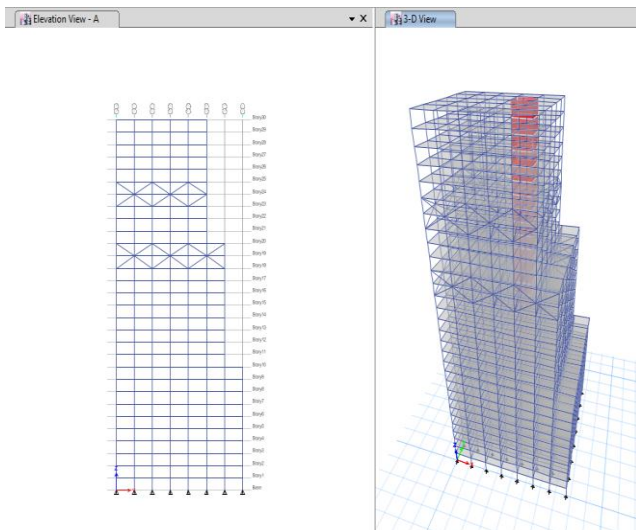 Elevation View - A
X
3-D View
Story30
Story29
Story28
Story27
Story26
Story25
Story24
Story23
Story22
Story21
Story20
Story19
Story18
Story17
Story16
Story15
Story14
Story13
Story12
Story11
Story10
Story9
Story8
Story7
Story6
Story5
Story4
Story3
Story2
Story1
Base